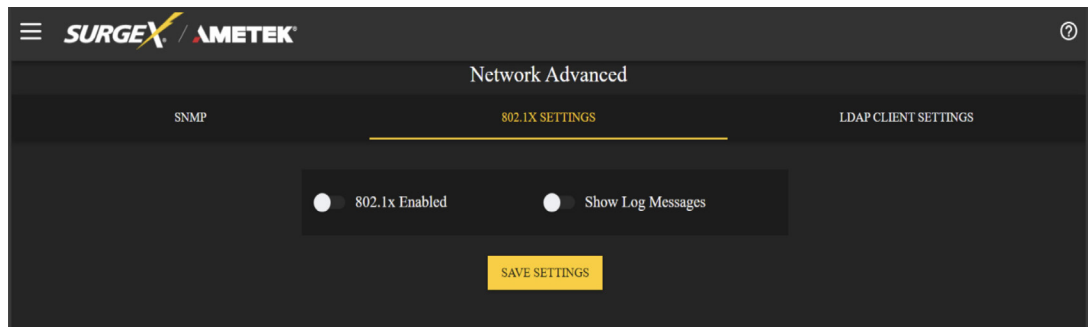 SURGEX / AMETEK®
Network Advanced
SNMP 802.1X SETTINGS LDAP CLIENT SETTINGS
802.1x Enabled Show Log Messages
SAVE SETTINGS